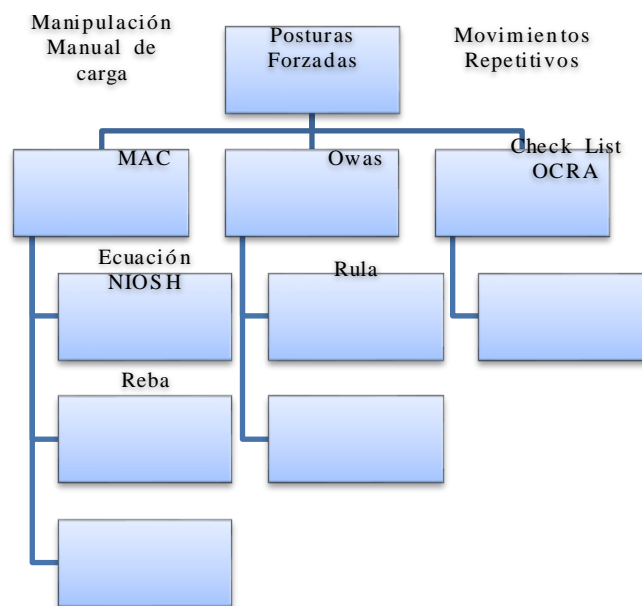 Manipulación
Manual de
carga
Posturas
Forzadas
Movimientos
Repetitivos
MAC
Owas
Check List
OCRA
Ecuación
NIOSH
Rula
Reba